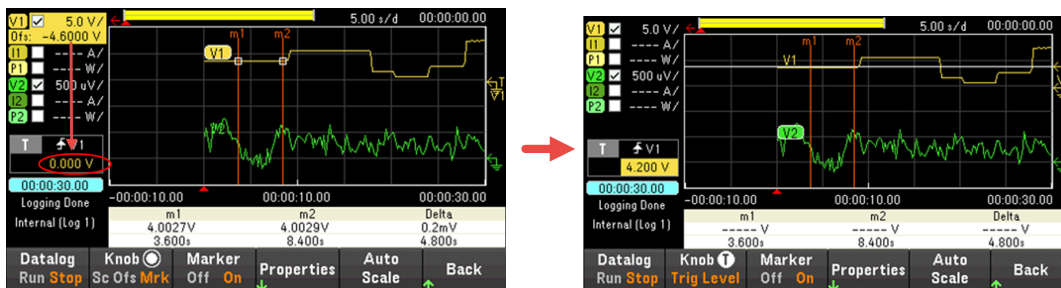 V1 5.0 V/
5.00 s/d 00:00:00.00
Ofs: -4.6000 V
I1 ---- A/
P1 ---- W/
V2 500 uV/
I2 ---- A/
P2 ---- W/
m1 m2
V1
T
V1
T V1
0.000 V
00:00:30.00
Logging Done
Internal (Log 1)
-00:00:10.00 00:00:10.00 00:00:30.00
m1 m2 Delta
4.0027V 4.0029V 0.2mV
3.600s 8.400s 4.800s
Datalog Knob Marker Properties Auto Back
Run Stop Sc Ofs Mrk Off On Scale
V1 5.0 V/
5.00 s/d 00:00:00.00
I1 ---- A/
P1 ---- W/
V2 500 uV/
I2 ---- A/
P2 ---- W/
m1 m2
V1
V2
T V1
4.200 V
00:00:30.00
Logging Done
Internal (Log 1)
-00:00:10.00 00:00:10.00 00:00:30.00
m1 m2 Delta
----- V ----- V ----- V
3.600s 8.400s 4.800s
Datalog Knob T Marker Properties Auto Back
Run Stop Trig Level Off On Scale